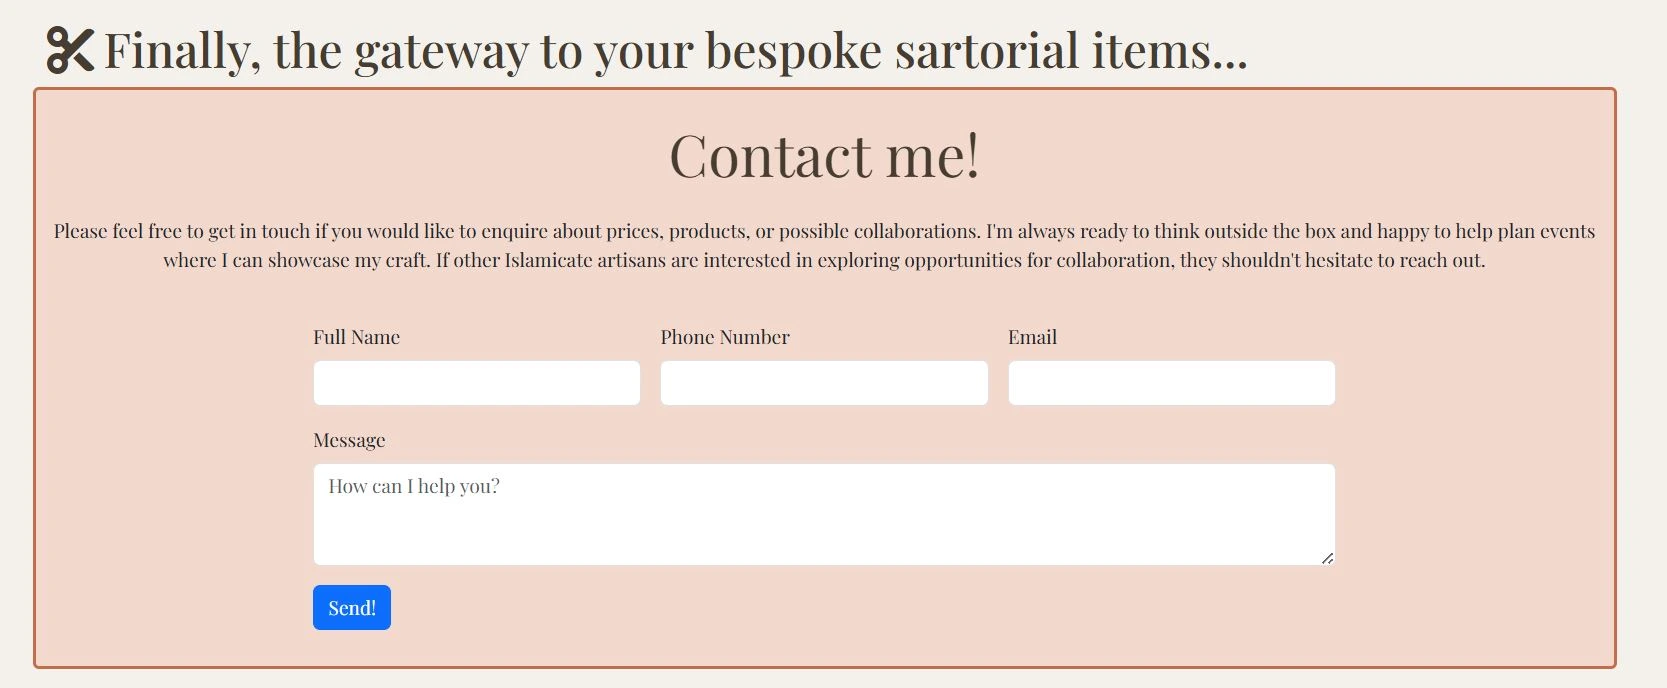 Finally, the gateway to your bespoke sartorial items...
Contact me!
Please feel free to get in touch if you would like to enquire about prices, products, or possible collaborations. I'm always ready to think outside the box and happy to help plan events
where I can showcase my craft. If other Islamicate artisans are interested in exploring opportunities for collaboration, they shouldn't hesitate to reach out.
Full Name
Phone Number
Email
Message
How can I help you?
Send!